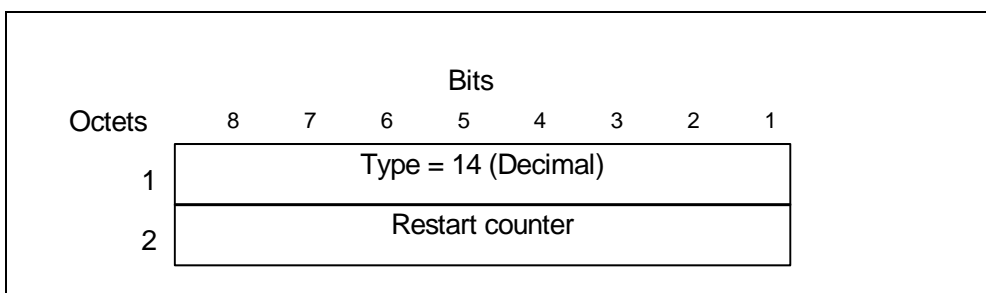 Bits
Octets 8 7 6 5 4 3 2 1
1 Type = 14 (Decimal)
2 Restart counter